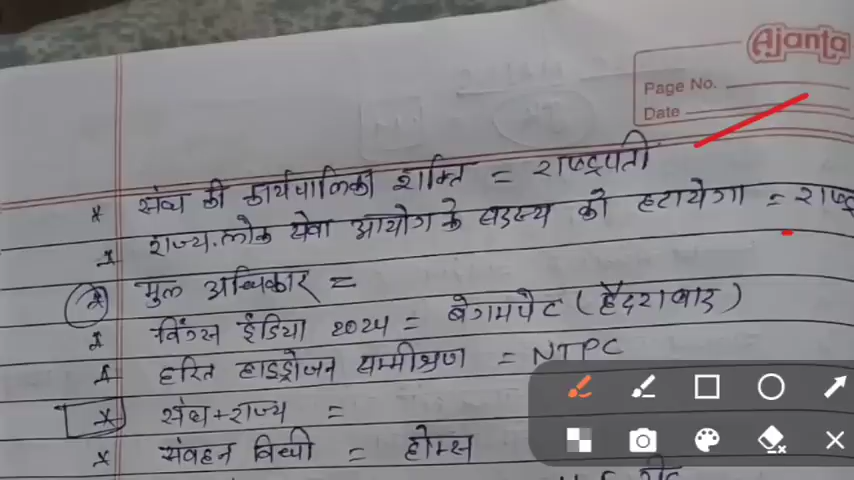 Ajanta
Page No.
Date
* संघ की कार्यपालिका शक्ति = राष्ट्रपती
* राज्य.लोक सेवा आयोग के सदस्य को हटायेगा = राष्ट्र
* मुल अधिकार =
* विंग्स इंडिया 2024 = बेगमपेट (हैदराबाद)
* हरित हाइड्रोजन सम्मीश्रण = NTPC
* संघ+राज्य =
* संवहन विधी = होम्स